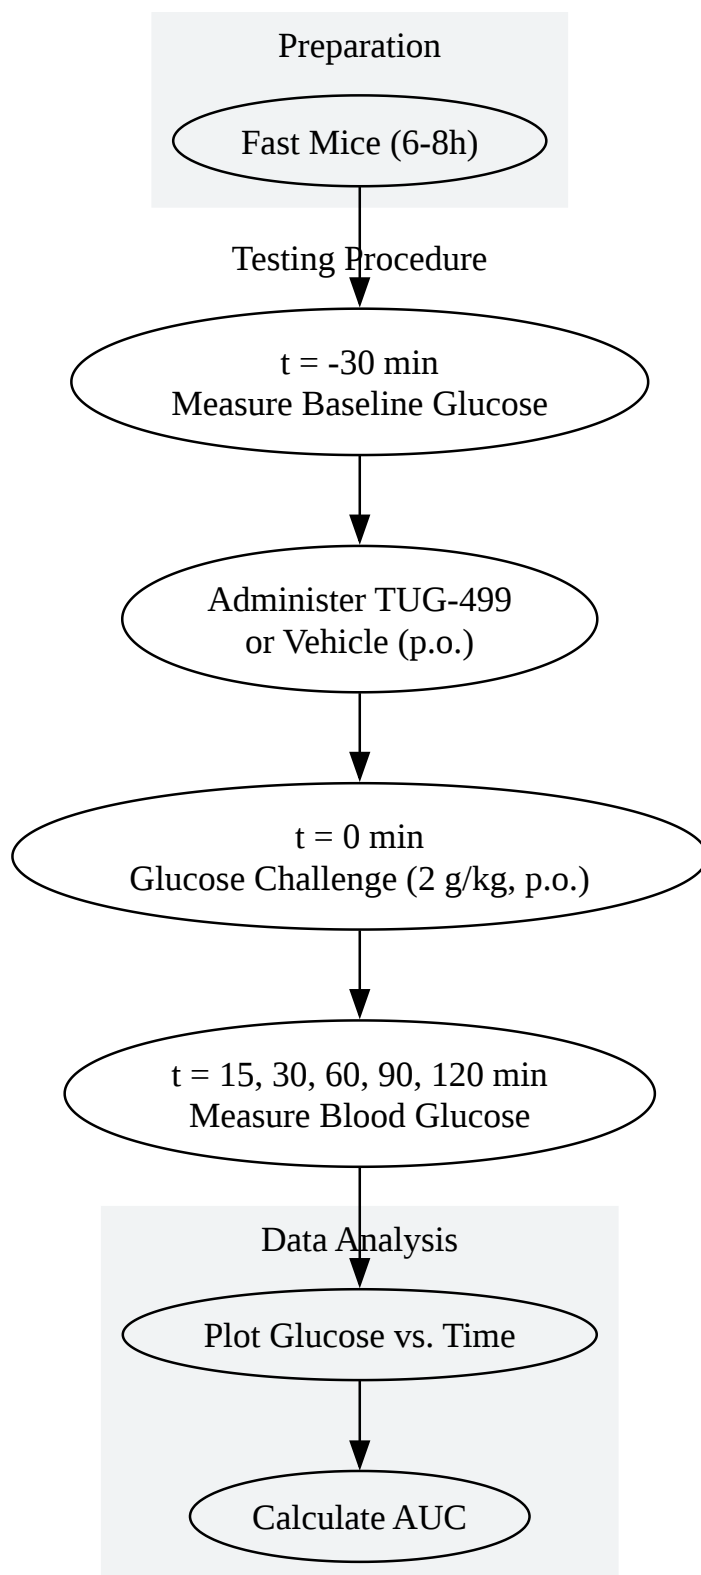 Preparation
Fast Mice (6-8h)
Testing Procedure
t = -30 min
Measure Baseline Glucose
Administer TUG-499
or Vehicle (p.o.)
t = 0 min
Glucose Challenge (2 g/kg, p.o.)
t = 15, 30, 60, 90, 120 min
Measure Blood Glucose
Data Analysis
Plot Glucose vs. Time
Calculate AUC